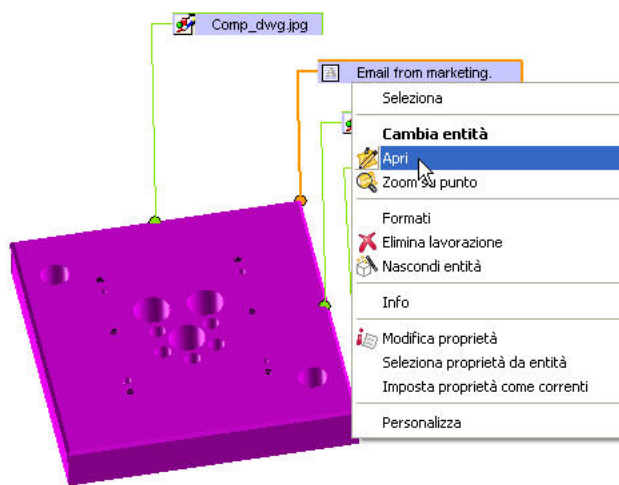 Comp_dwg.jpg
Email from marketing.
Seleziona
Cambia entità
Apri
Zoom su punto
Formati
Elimina lavorazione
Nascondi entità
Info
Modifica proprietà
Seleziona proprietà da entità
Imposta proprietà come correnti
Personalizza